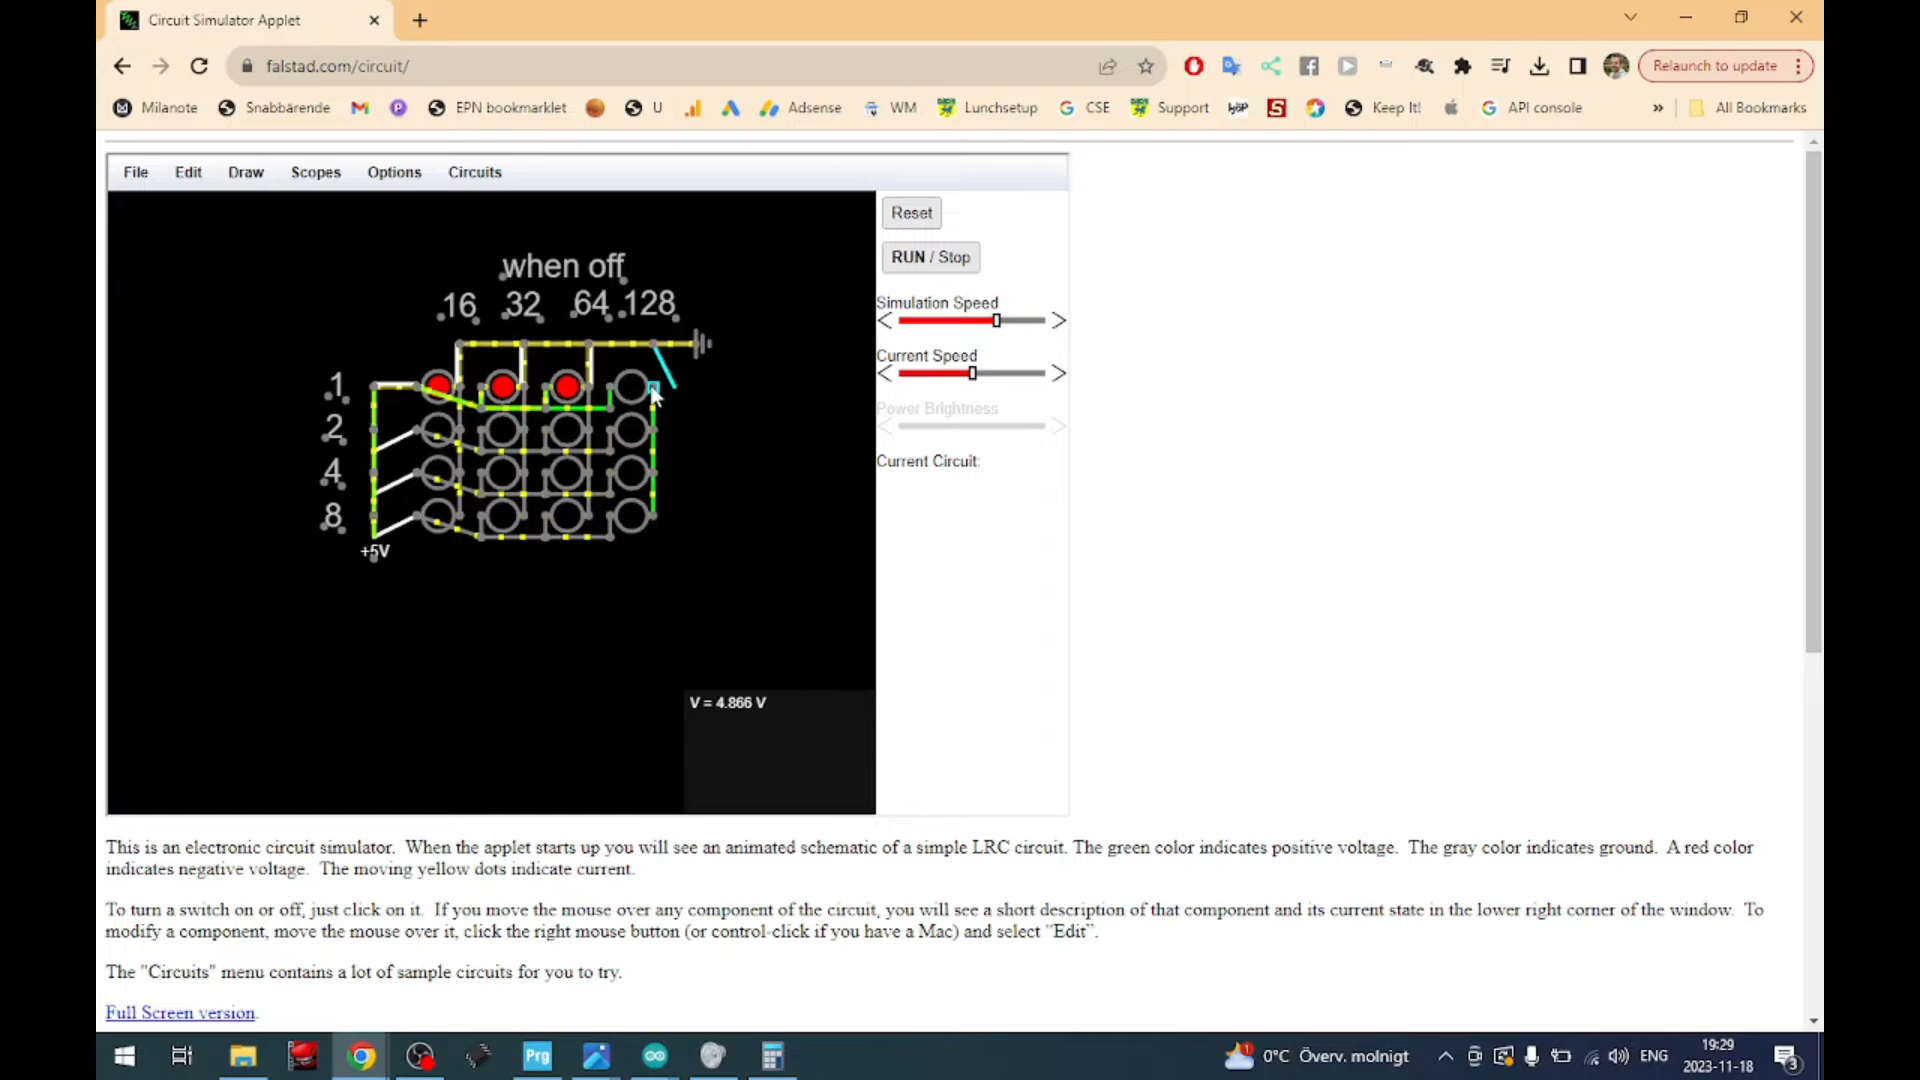 Circuit Simulator Applet
falstad.com/circuit/
Relaunch to update
Milanote Snabbärende EPN bookmarklet U Adsense WM Lunchsetup CSE Support Keep It! API console » All Bookmarks
File Edit Draw Scopes Options Circuits
Reset
RUN / Stop
Simulation Speed
Current Speed
Power Brightness
Current Circuit:
when off
16 32 64 128
1
2
4
8
+5V
V = 4.866 V
This is an electronic circuit simulator. When the applet starts up you will see an animated schematic of a simple LRC circuit. The green color indicates positive voltage. The gray color indicates ground. A red color
indicates negative voltage. The moving yellow dots indicate current.
To turn a switch on or off, just click on it. If you move the mouse over any component of the circuit, you will see a short description of that component and its current state in the lower right corner of the window. To
modify a component, move the mouse over it, click the right mouse button (or control-click if you have a Mac) and select "Edit".
The "Circuits" menu contains a lot of sample circuits for you to try.
Full Screen version.
Prg
0°C Överv. molnigt
ENG
19:29
2023-11-18
3